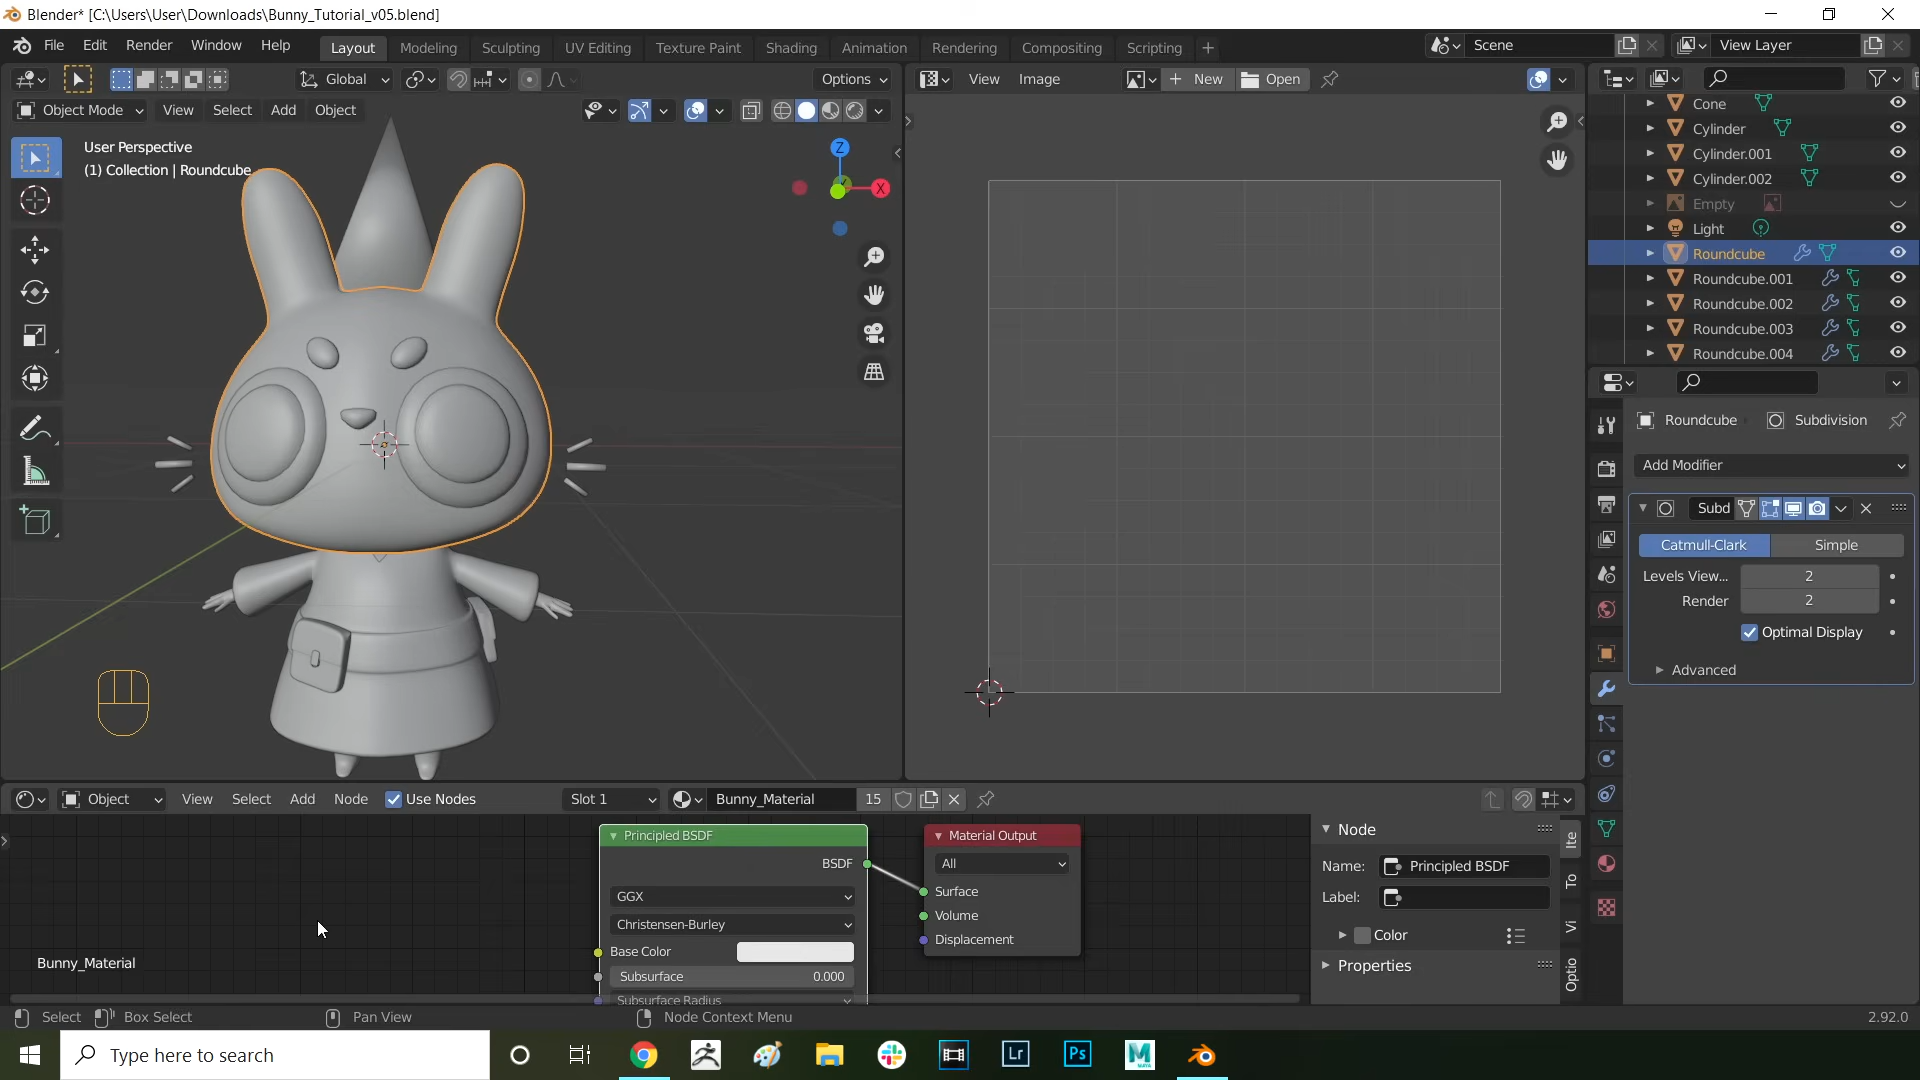 Blender* [C:\Users\User\Downloads\Bunny_Tutorial_v05.blend]
File Edit Render Window Help Layout Modeling Sculpting UV Editing Texture Paint Shading Animation Rendering Compositing Scripting + Scene View Layer
Global Options View Image + New Open
Object Mode View Select Add Object
User Perspective
(1) Collection | Roundcube
Z
X
Cone
Cylinder
Cylinder.001
Cylinder.002
Empty
Light
Roundcube
Roundcube.001
Roundcube.002
Roundcube.003
Roundcube.004
Roundcube Subdivision
Add Modifier
Subd
Catmull-Clark Simple
Levels View... 2
Render 2
Optimal Display
Advanced
Object View Select Add Node Use Nodes Slot 1 Bunny_Material 15
Principled BSDF
BSDF
GGX
Christensen-Burley
Base Color
Subsurface 0.000
Subsurface Radius
Material Output
All
Surface
Volume
Displacement
Bunny_Material
Node
Name: Principled BSDF
Label:
Color
Properties
Ite
To
Vi
Optio
Select Box Select Pan View Node Context Menu 2.92.0
Type here to search
Lr
Ps
M